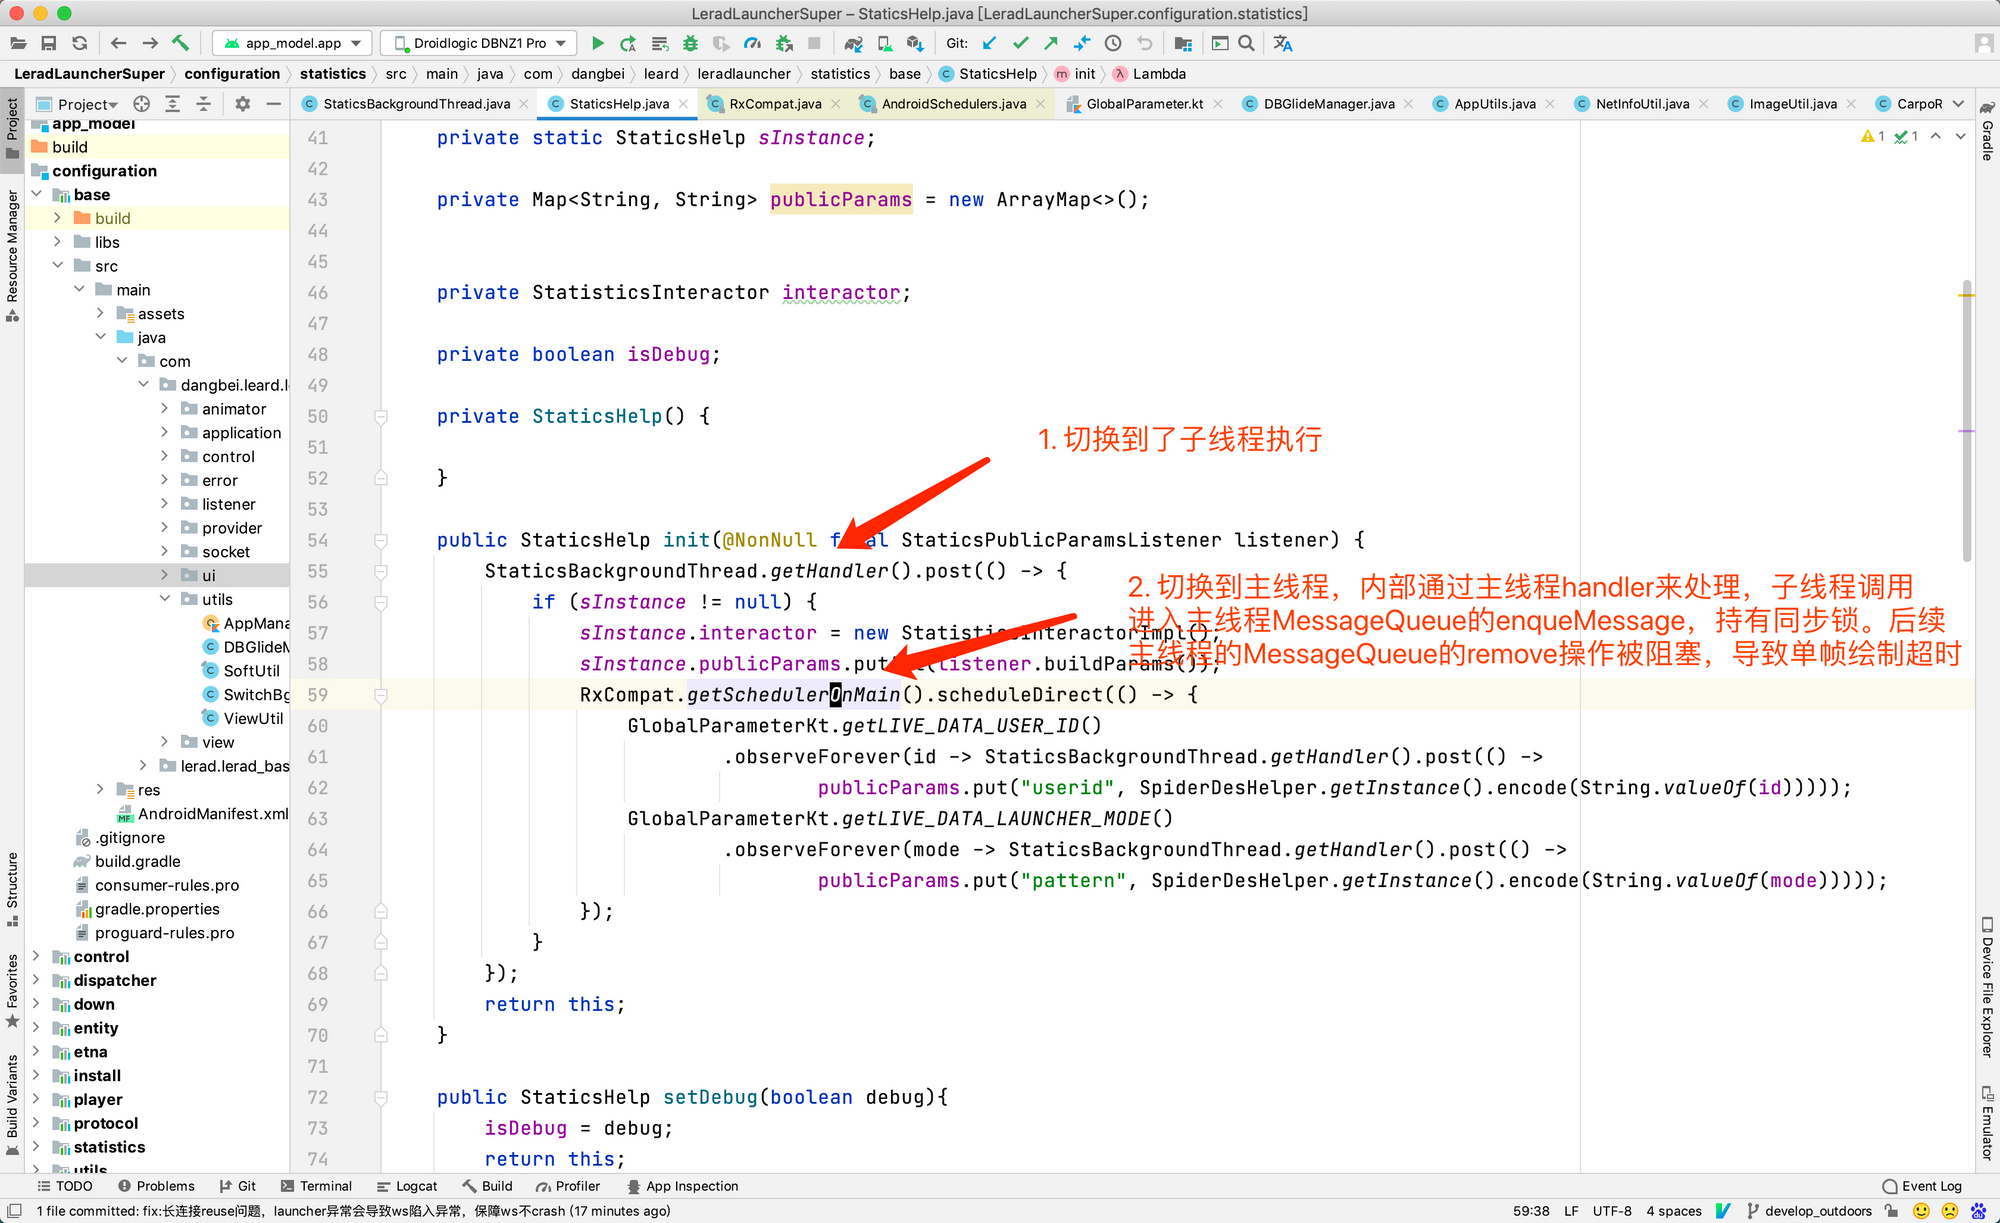 LeradLauncherSuper – StaticsHelp.java [LeradLauncherSuper.configuration.statistics]
app_model.app Droidlogic DBNZ1 Pro Git:
LeradLauncherSuper configuration statistics src main java com dangbei leard leradlauncher statistics base StaticsHelp init Lambda
Project StaticsBackgroundThread.java StaticsHelp.java RxCompat.java AndroidSchedulers.java GlobalParameter.kt DBGlideManager.java AppUtils.java NetInfoUtil.java ImageUtil.java CarpoR
Project
Resource Manager
Structure
Favorites
Build Variants
app_model
build
configuration
base
build
libs
src
main
assets
java
com
dangbei.leard.l
animator
application
control
error
listener
provider
socket
ui
utils
AppMana
DBGlideM
SoftUtil
SwitchBg
ViewUtil
view
lerad.lerad_bas
res
AndroidManifest.xml
.gitignore
build.gradle
consumer-rules.pro
gradle.properties
proguard-rules.pro
control
dispatcher
down
entity
etna
install
player
protocol
statistics
utils
1 1
41 private static StaticsHelp sInstance;
42
43 private Map<String, String> publicParams = new ArrayMap<>();
44
45
46 private StatisticsInteractor interactor;
47
48 private boolean isDebug;
49
50 private StaticsHelp() {
51
52 }
53
54 public StaticsHelp init(@NonNull final StaticsPublicParamsListener listener) {
55 StaticsBackgroundThread.getHandler().post(() -> {
56 if (sInstance != null) {
57 sInstance.interactor = new StatisticsInteractorImpl();
58 sInstance.publicParams.putAll(listener.buildParams());
59 RxCompat.getSchedulerOnMain().scheduleDirect(() -> {
60 GlobalParameterKt.getLIVE_DATA_USER_ID()
61 .observeForever(id -> StaticsBackgroundThread.getHandler().post(() ->
62 publicParams.put("userid", SpiderDesHelper.getInstance().encode(String.valueOf(id)))));
63 GlobalParameterKt.getLIVE_DATA_LAUNCHER_MODE()
64 .observeForever(mode -> StaticsBackgroundThread.getHandler().post(() ->
65 publicParams.put("pattern", SpiderDesHelper.getInstance().encode(String.valueOf(mode)))));
66 });
67 }
68 });
69 return this;
70 }
71
72 public StaticsHelp setDebug(boolean debug){
73 isDebug = debug;
74 return this;
1. 切换到了子线程执行
2. 切换到主线程，内部通过主线程handler来处理，子线程调用
进入主线程MessageQueue的enqueMessage，持有同步锁。后续
主线程的MessageQueue的remove操作被阻塞，导致单帧绘制超时
Gradle
Device File Explorer
Emulator
TODO Problems Git Terminal Logcat Build Profiler App Inspection Event Log
1 file committed: fix:长连接reuse问题，launcher异常会导致ws陷入异常，保障ws不crash (17 minutes ago) 59:38 LF UTF-8 4 spaces develop_outdoors